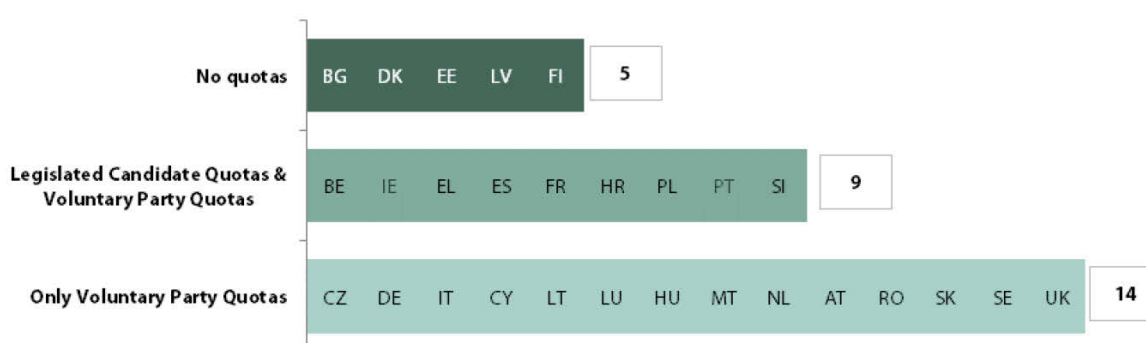 No quotas BG DK EE LV FI 5
Legislated Candidate Quotas &
Voluntary Party Quotas BE IE EL ES FR HR PL PT SI 9
Only Voluntary Party Quotas CZ DE IT CY LT LU HU MT NL AT RO SK SE UK 14